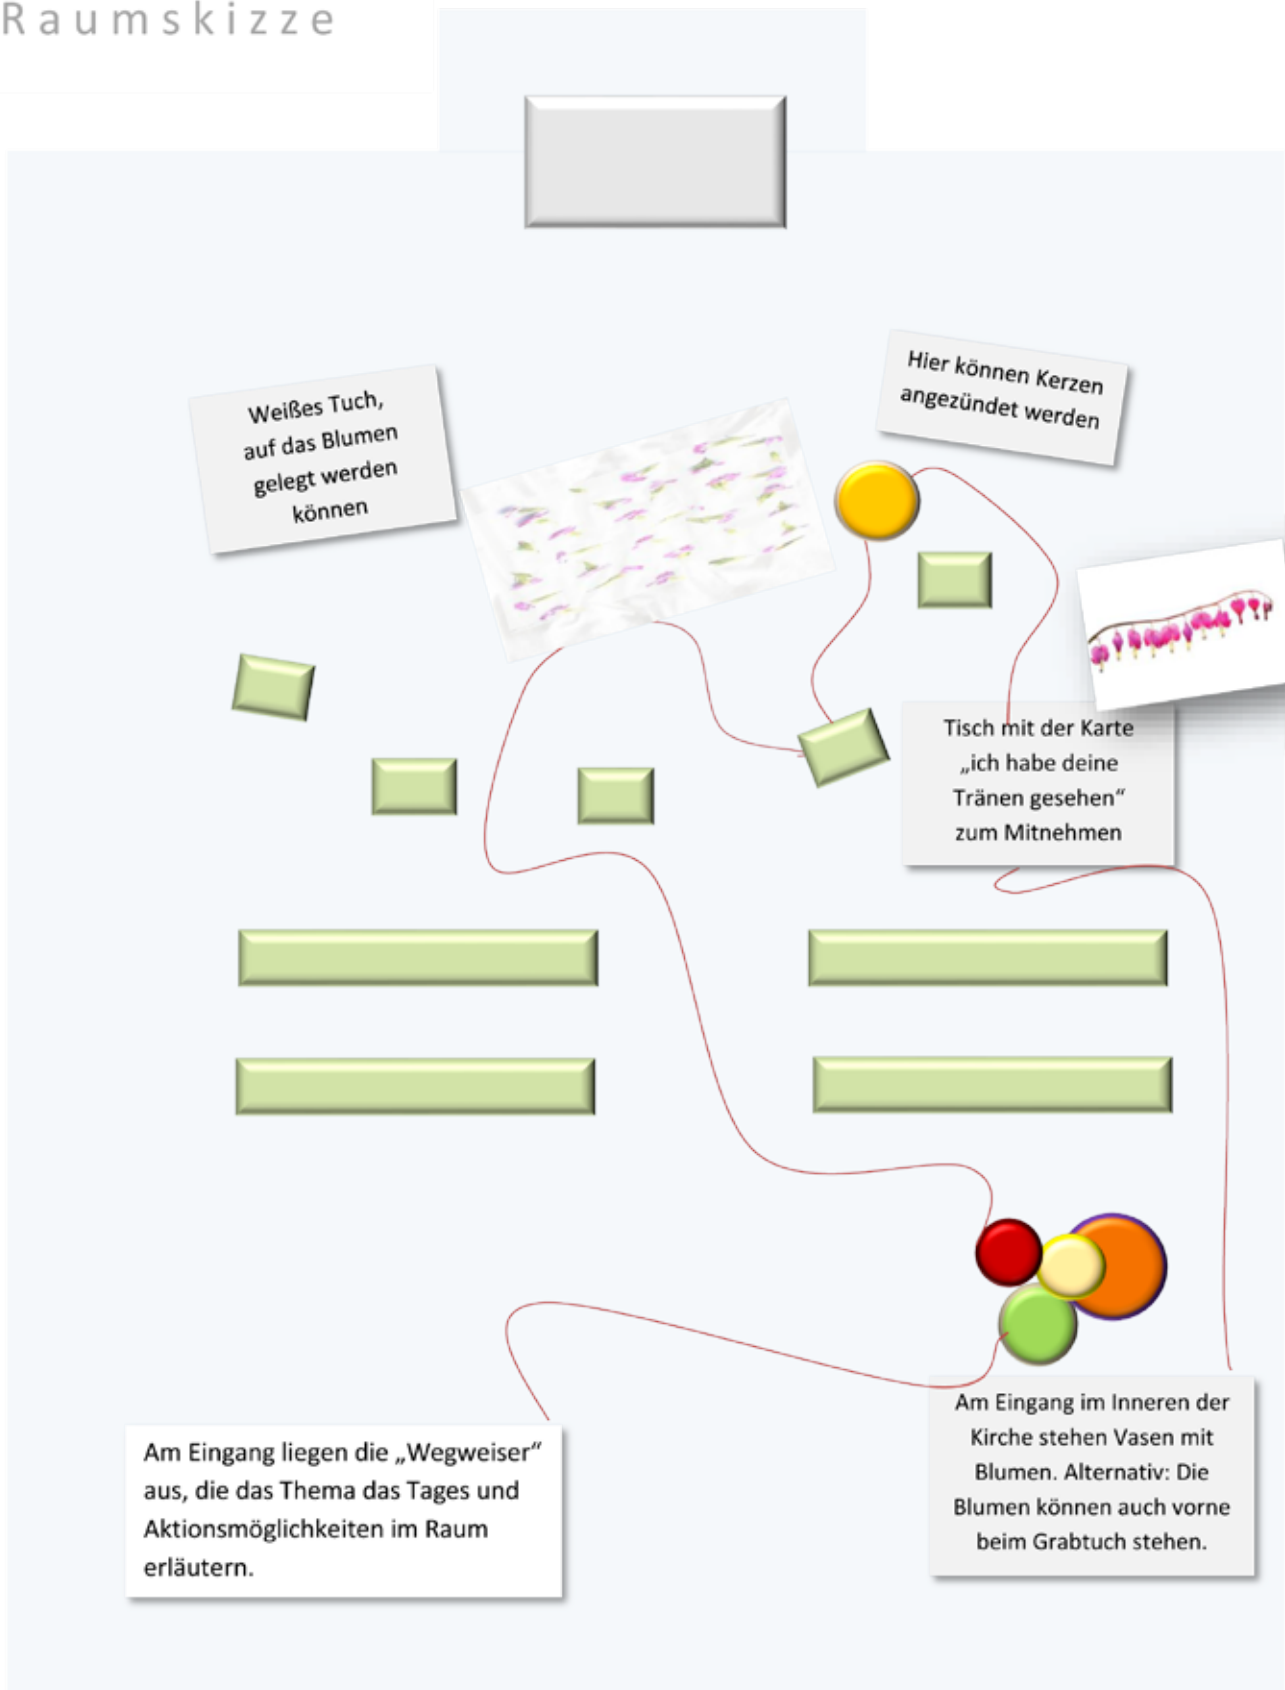 Raumskizze
Hier können Kerzen
angezündet werden
Weißes Tuch,
auf das Blumen
gelegt werden
können
Tisch mit der Karte
„ich habe deine
Tränen gesehen“
zum Mitnehmen
Am Eingang im Inneren der
Kirche stehen Vasen mit
Blumen. Alternativ: Die
Blumen können auch vorne
beim Grabtuch stehen.
Am Eingang liegen die „Wegweiser“
aus, die das Thema das Tages und
Aktionsmöglichkeiten im Raum
erläutern.